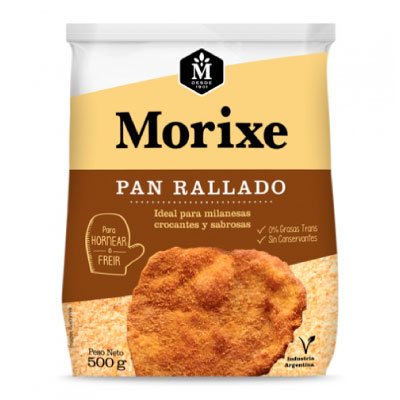 M
DESDE
1901
Morixe
PAN RALLADO
Ideal para milanesas
crocantes y sabrosas
Para
HORNEAR
o
FREIR
✓ 0% Grasas Trans
✓ Sin Conservantes
Peso Neto
500 g
Industria
Argentina